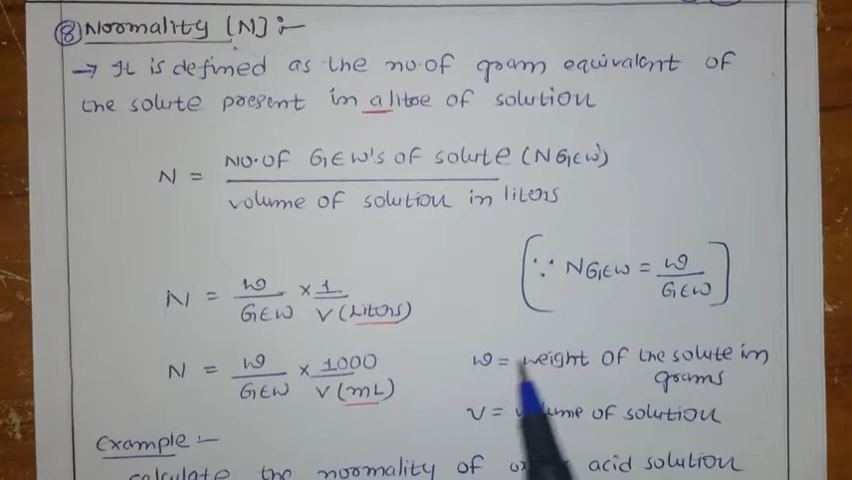 ⑧ Normality [N] :-
→ It is defined as the no.of gram equivalent of
the solute present in a litre of solution
N = No.of GEW's of solute (NGEW) / volume of solution in liters
(∵ NGEW = w / GEW)
N = w / GEW × 1 / V (Liters)
N = w / GEW × 1000 / V (mL)
w = weight of the solute in
grams
V = volume of solution
Example :-
calculate the normality of acid solution